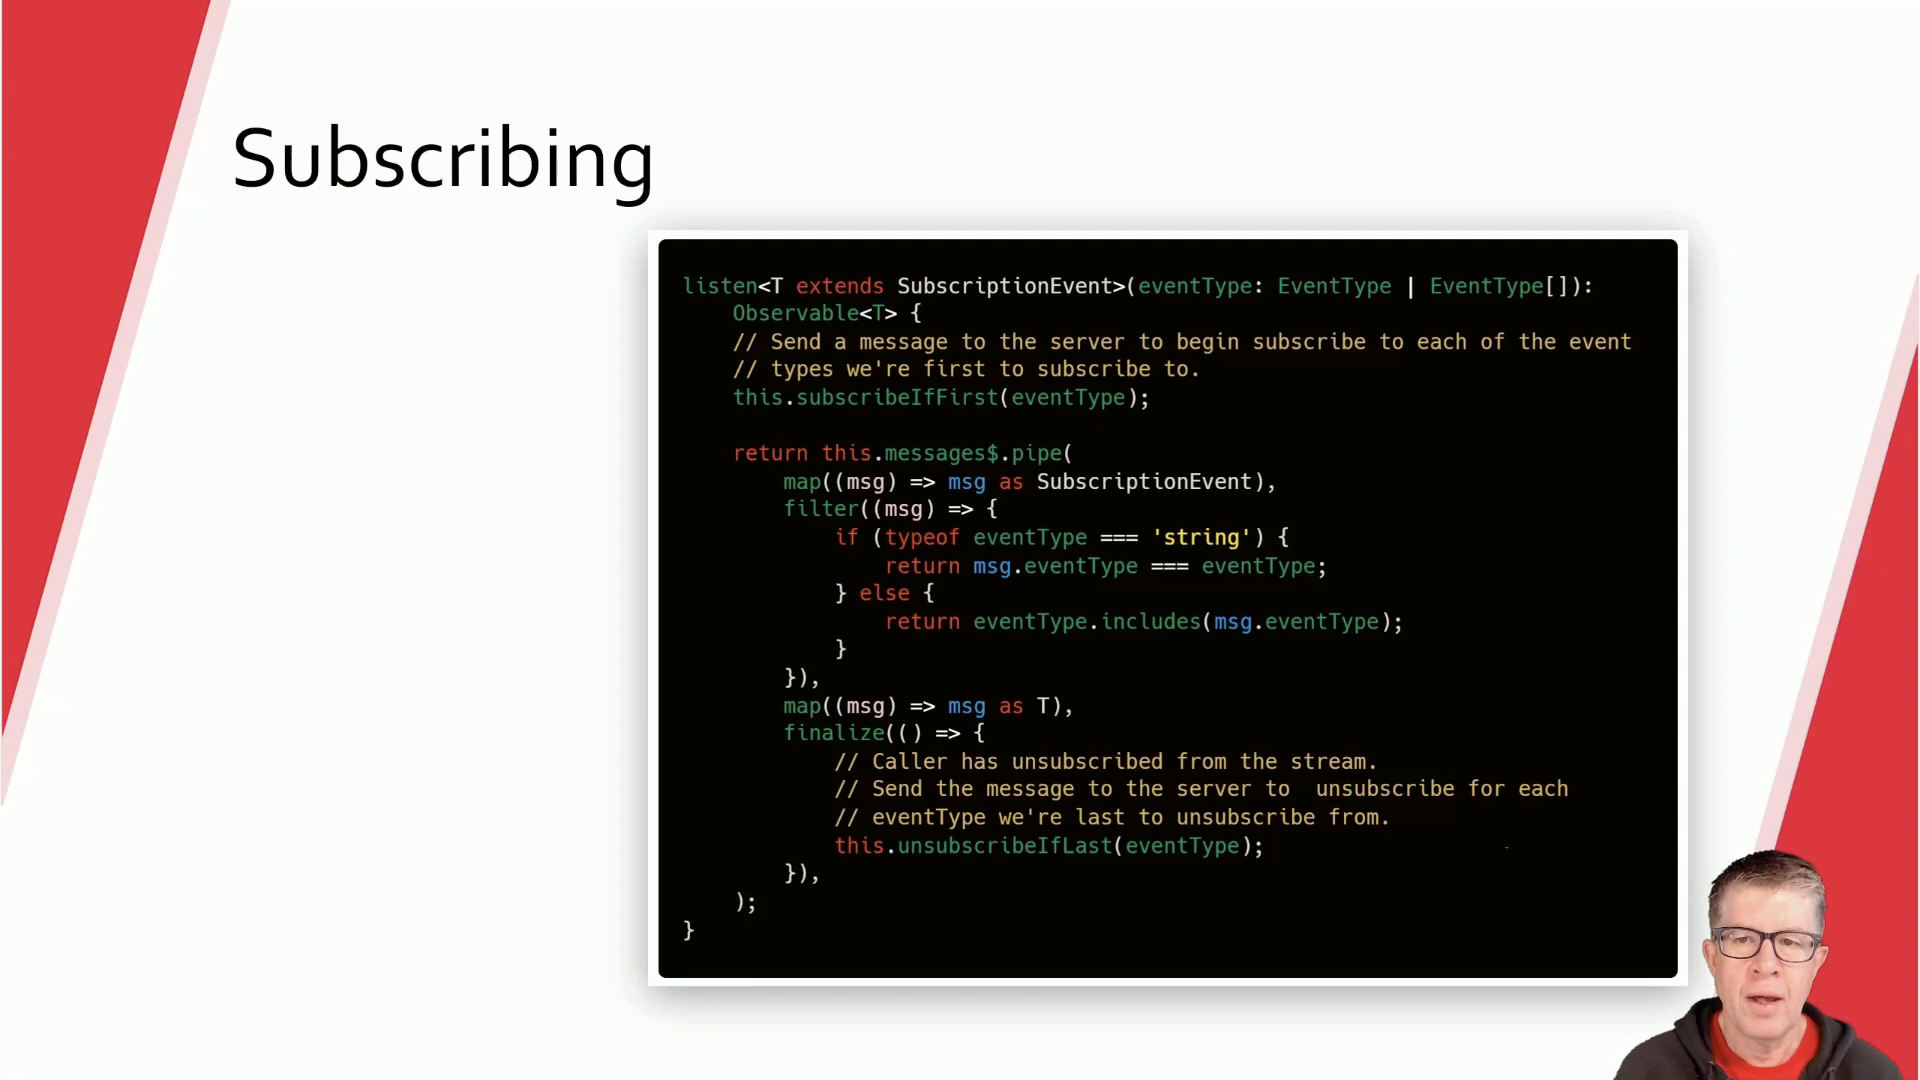 Subscribing
listen<T extends SubscriptionEvent>(eventType: EventType | EventType[]):
    Observable<T> {
    // Send a message to the server to begin subscribe to each of the event
    // types we're first to subscribe to.
    this.subscribeIfFirst(eventType);

    return this.messages$.pipe(
        map((msg) => msg as SubscriptionEvent),
        filter((msg) => {
            if (typeof eventType === 'string') {
                return msg.eventType === eventType;
            } else {
                return eventType.includes(msg.eventType);
            }
        }),
        map((msg) => msg as T),
        finalize(() => {
            // Caller has unsubscribed from the stream.
            // Send the message to the server to  unsubscribe for each
            // eventType we're last to unsubscribe from.
            this.unsubscribeIfLast(eventType);
        }),
    );
}